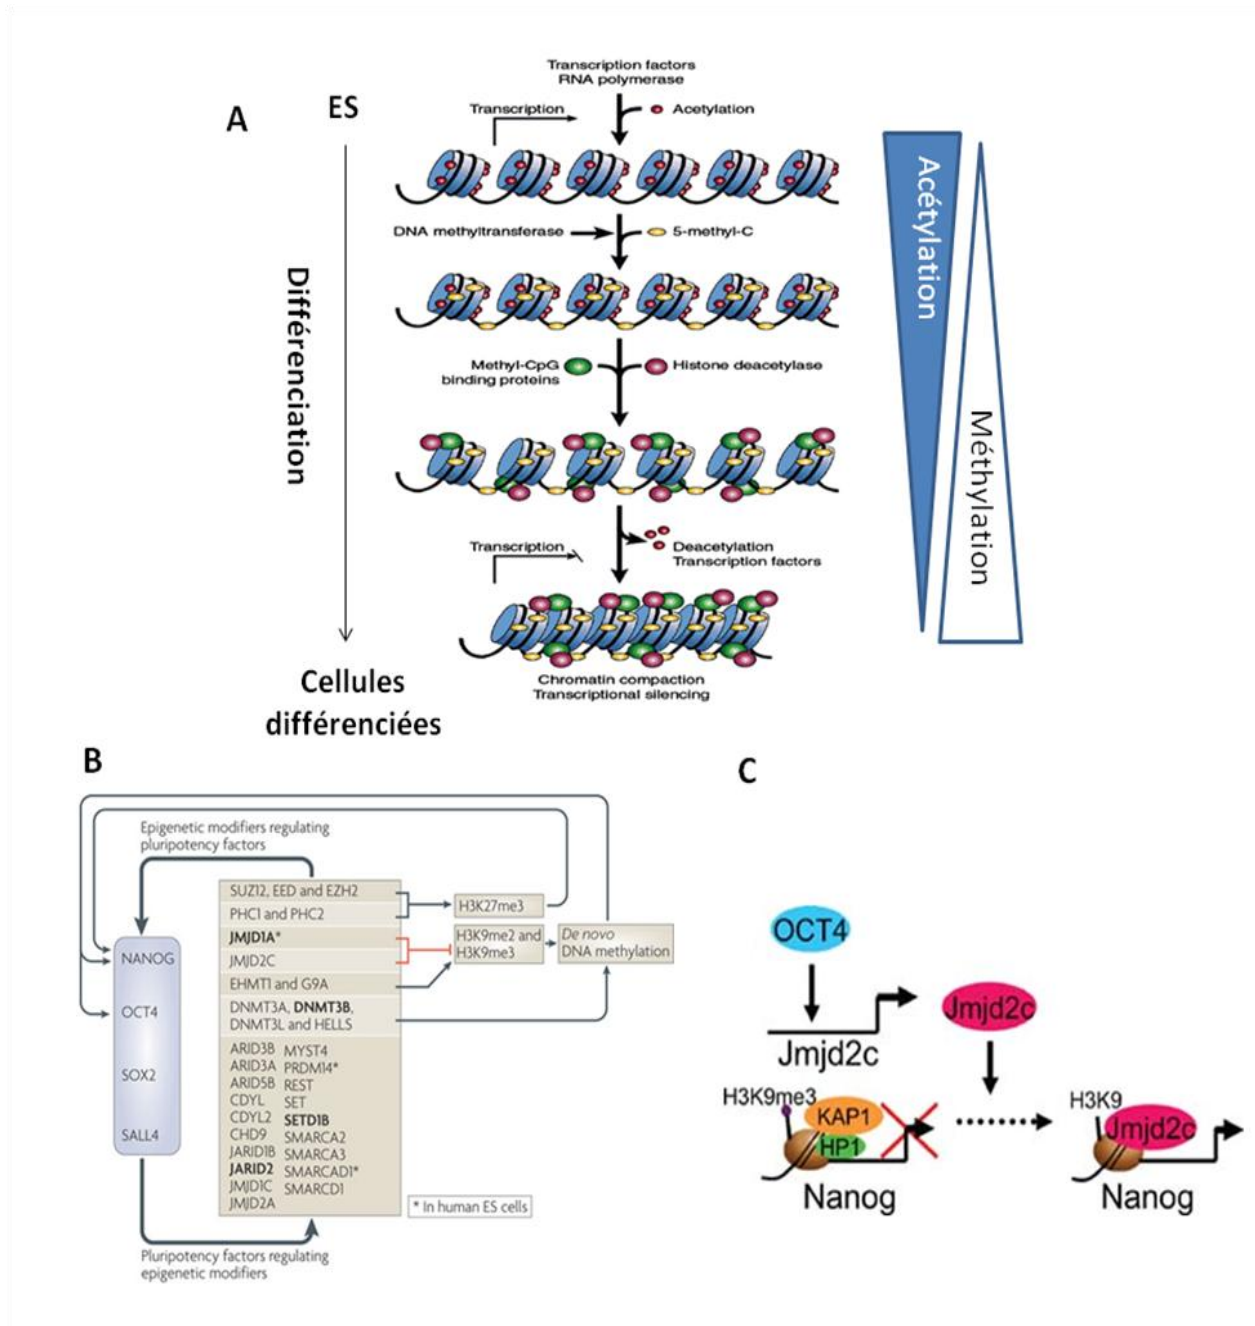 A
ES
Différenciation
Cellules
différenciées
Transcription factors
RNA polymerase
Transcription
Acetylation
DNA methyltransferase
5-methyl-C
Methyl-CpG
binding proteins
Histone deacetylase
Transcription
Deacetylation
Transcription factors
Chromatin compaction
Transcriptional silencing
Acétylation
Méthylation
B
Epigenetic modifiers regulating
pluripotency factors
NANOG
OCT4
SOX2
SALL4
SUZ12, EED and EZH2
PHC1 and PHC2
JMJD1A*
JMJD2C
EHMT1 and G9A
DNMT3A, DNMT3B,
DNMT3L and HELLS
ARID3B
ARID3A
ARID5B
CDYL
CDYL2
CHD9
JARID1B
JARID2
JMJD1C
JMJD2A
MYST4
PRDM14*
REST
SET
SETD1B
SMARCA2
SMARCA3
SMARCAD1*
SMARCD1
H3K27me3
H3K9me2 and
H3K9me3
De novo
DNA methylation
* In human ES cells
Pluripotency factors regulating
epigenetic modifiers
C
OCT4
Jmjd2c
Jmjd2c
H3K9me3
KAP1
HP1
Nanog
H3K9
Jmjd2c
Nanog